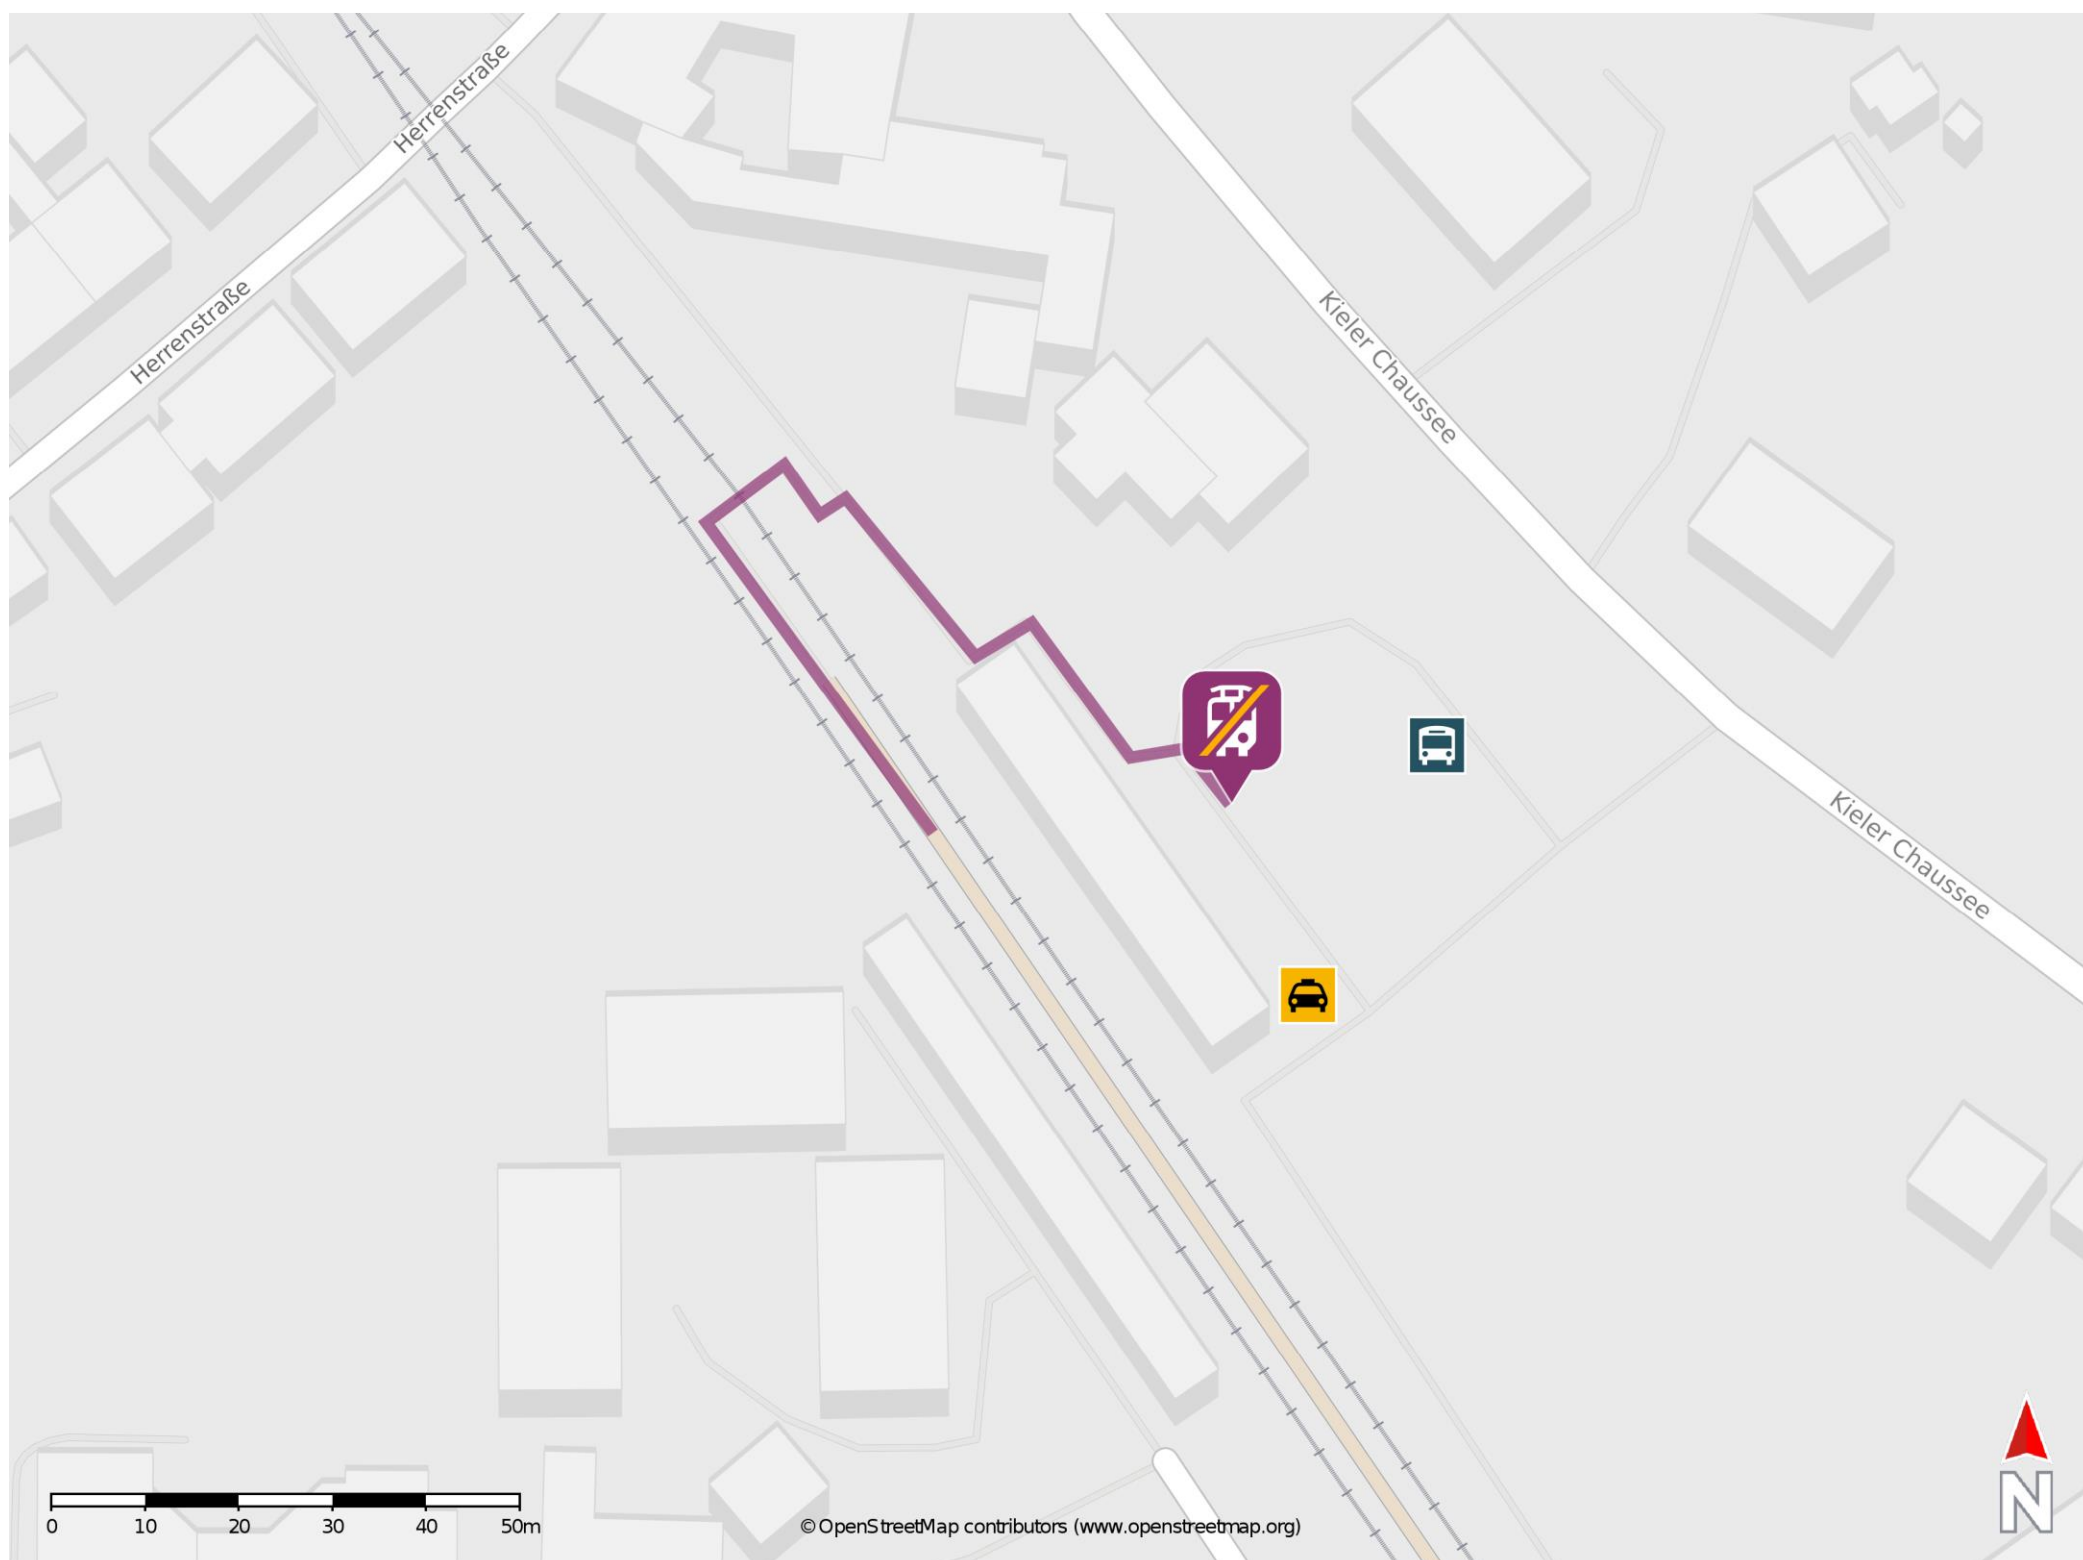 Herrenstraße
Herrenstraße
Kieler Chaussee
Kieler Chaussee
N
0 10 20 30 40 50m
© OpenStreetMap contributors (www.openstreetmap.org)